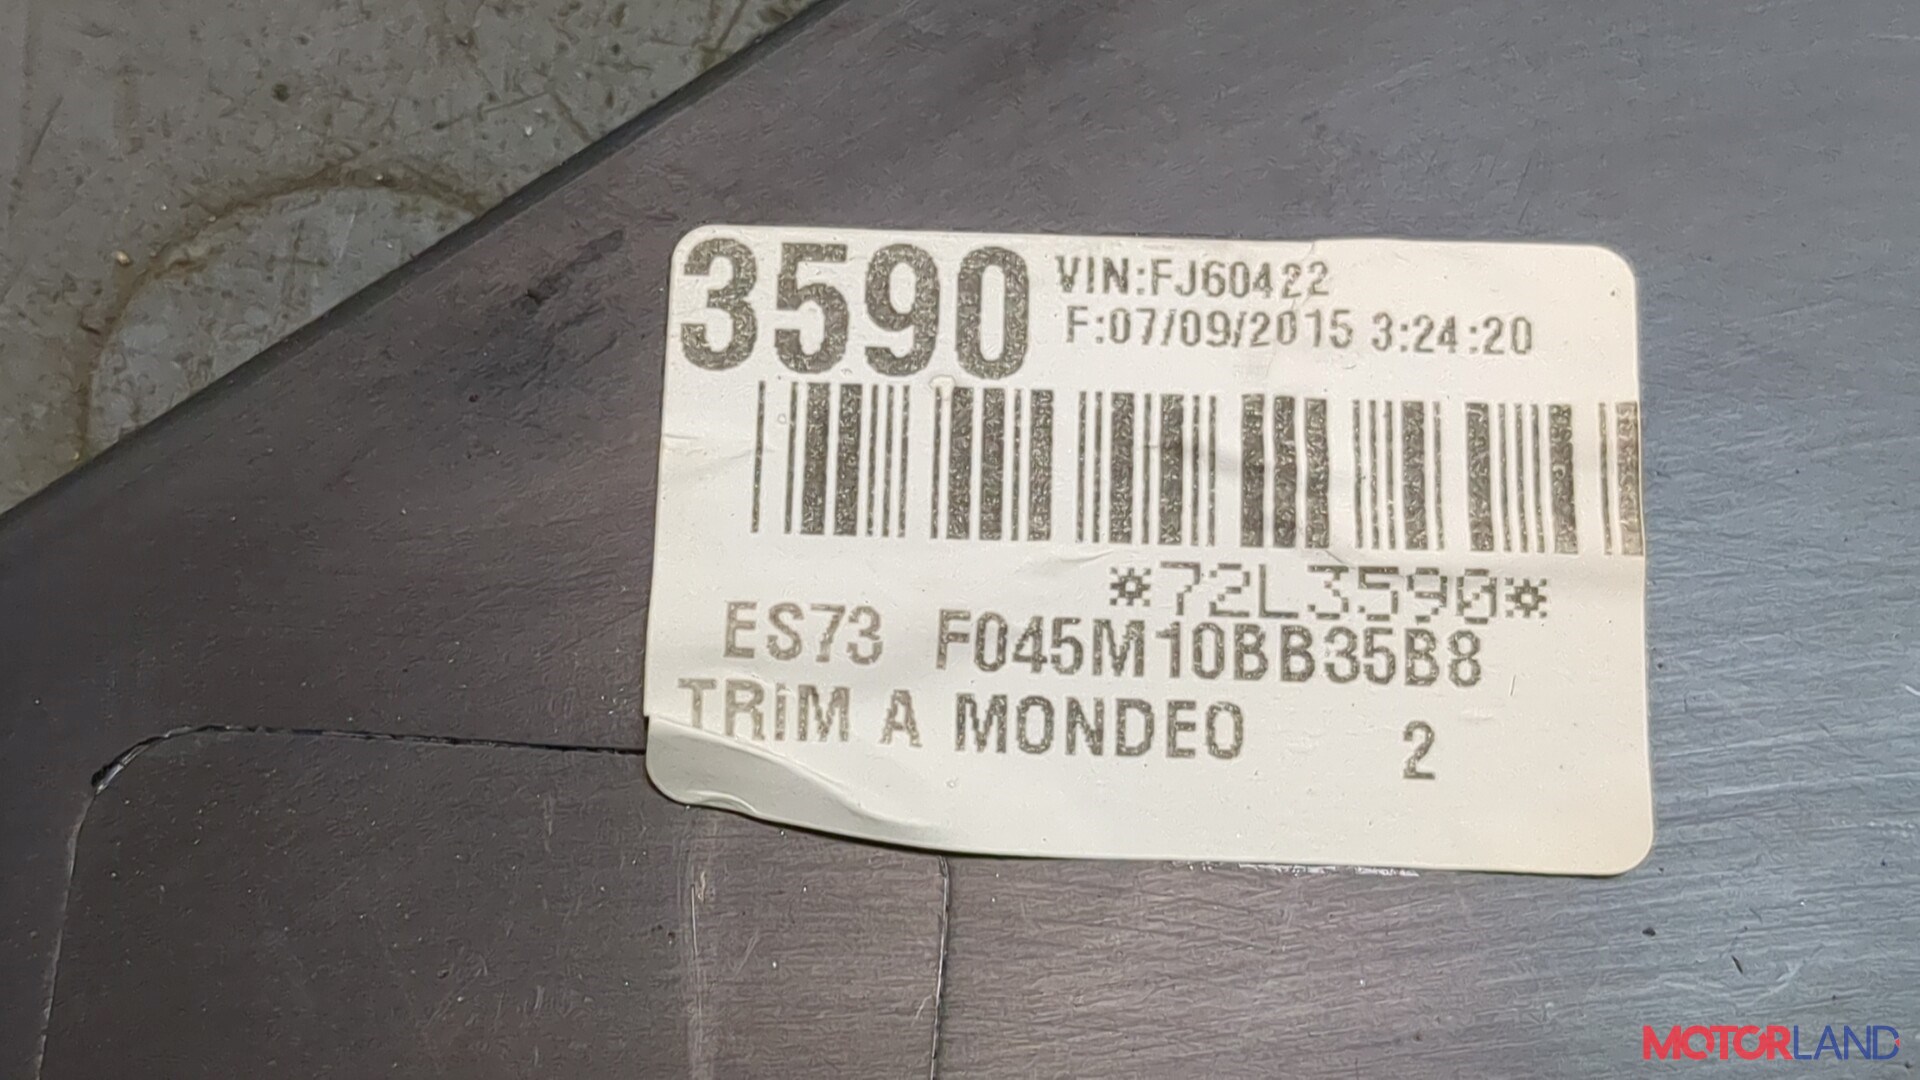 3590
VIN:FJ60422
F:07/09/2015 3:24:20
*72L3590*
ES73 F045M10BB35B8
TRIM A MONDEO 2
MOTORLAND